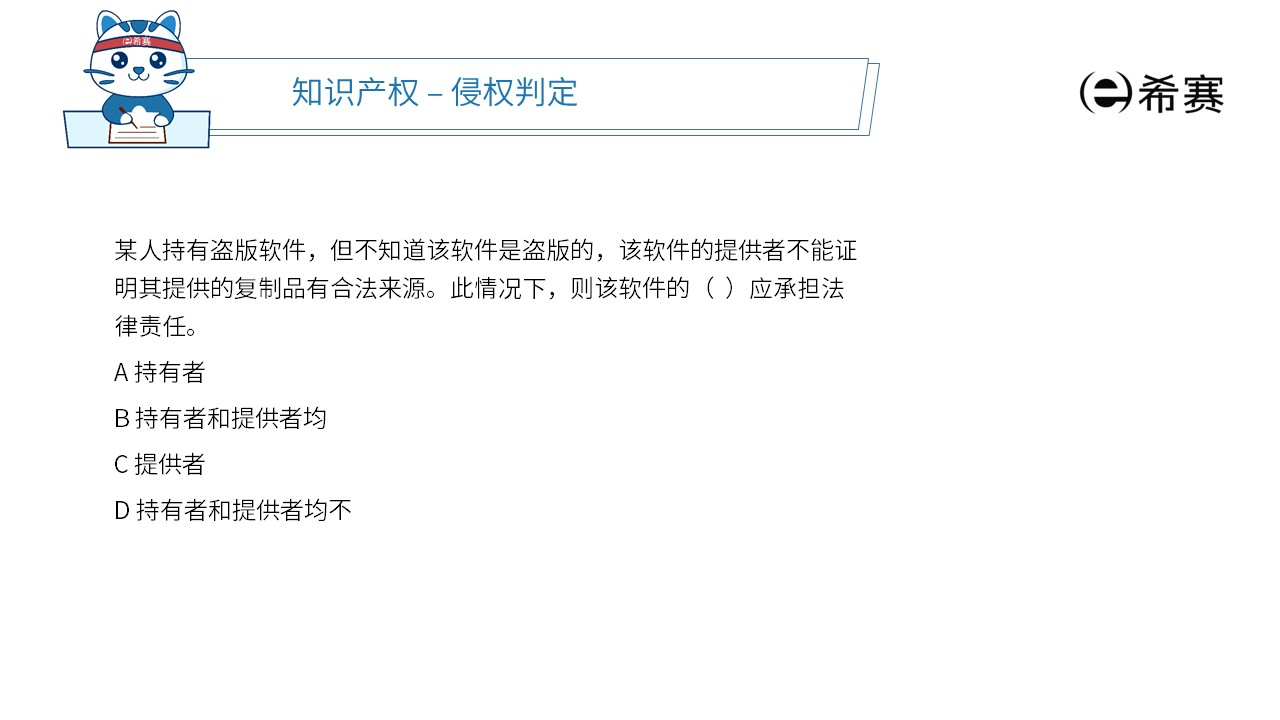 希赛
知识产权 – 侵权判定
希赛
某人持有盗版软件，但不知道该软件是盗版的，该软件的提供者不能证
明其提供的复制品有合法来源。此情况下，则该软件的（ ）应承担法
律责任。
A 持有者
B 持有者和提供者均
C 提供者
D 持有者和提供者均不